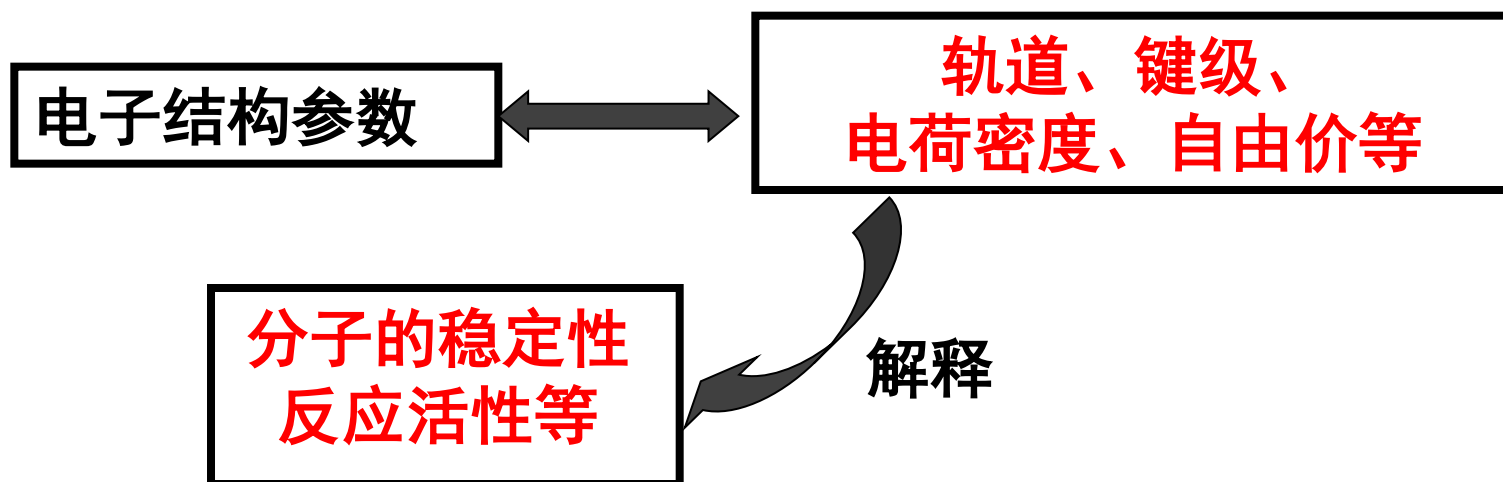 电子结构参数
轨道、键级、
电荷密度、自由价等
分子的稳定性
反应活性等
解释